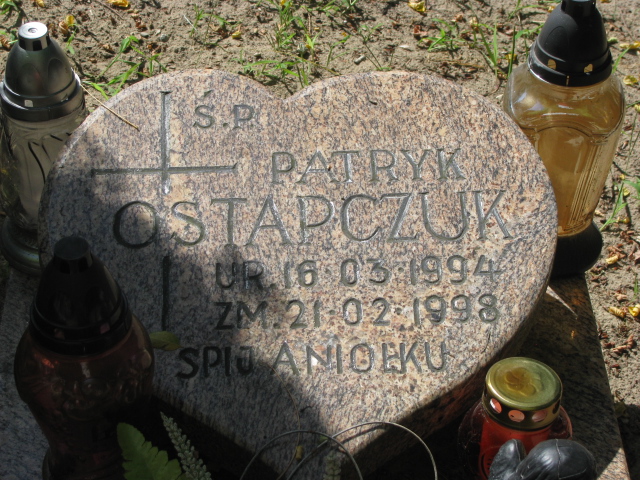 Ś.P.
PATRYK
OSTAPCZUK
UR. 16·03·1994
ZM. 21·02·1998
ŚPIJ ANIOŁKU